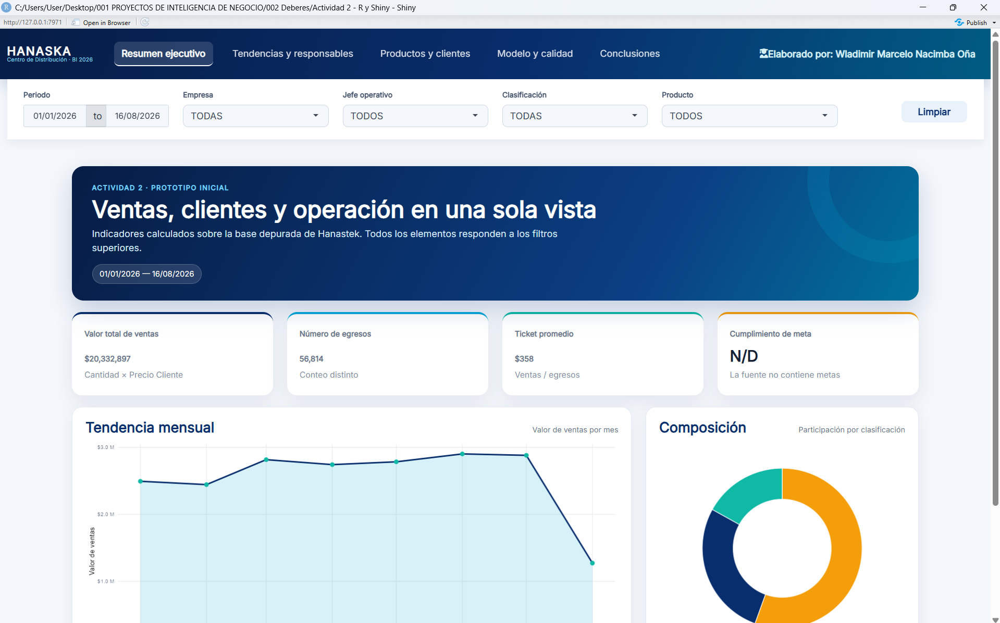 C:/Users/User/Desktop/001 PROYECTOS DE INTELIGENCIA DE NEGOCIO/002 Deberes/Actividad 2 - R y Shiny - Shiny
http://127.0.0.1:7971
Open in Browser
Publish
HANASKA
Centro de Distribución · BI 2026
Resumen ejecutivo
Tendencias y responsables
Productos y clientes
Modelo y calidad
Conclusiones
Elaborado por: Wladimir Marcelo Nacimba Oña
Periodo
01/01/2026 to 16/08/2026
Empresa
TODAS
Jefe operativo
TODOS
Clasificación
TODAS
Producto
TODOS
Limpiar
ACTIVIDAD 2 · PROTOTIPO INICIAL
Ventas, clientes y operación en una sola vista
Indicadores calculados sobre la base depurada de Hanastek. Todos los elementos responden a los filtros
superiores.
01/01/2026 — 16/08/2026
Valor total de ventas
$20,332,897
Cantidad × Precio Cliente
Número de egresos
56,814
Conteo distinto
Ticket promedio
$358
Ventas / egresos
Cumplimiento de meta
N/D
La fuente no contiene metas
Tendencia mensual
Valor de ventas por mes
$3.0 M
$2.0 M
$1.0 M
Valor de ventas
Composición
Participación por clasificación